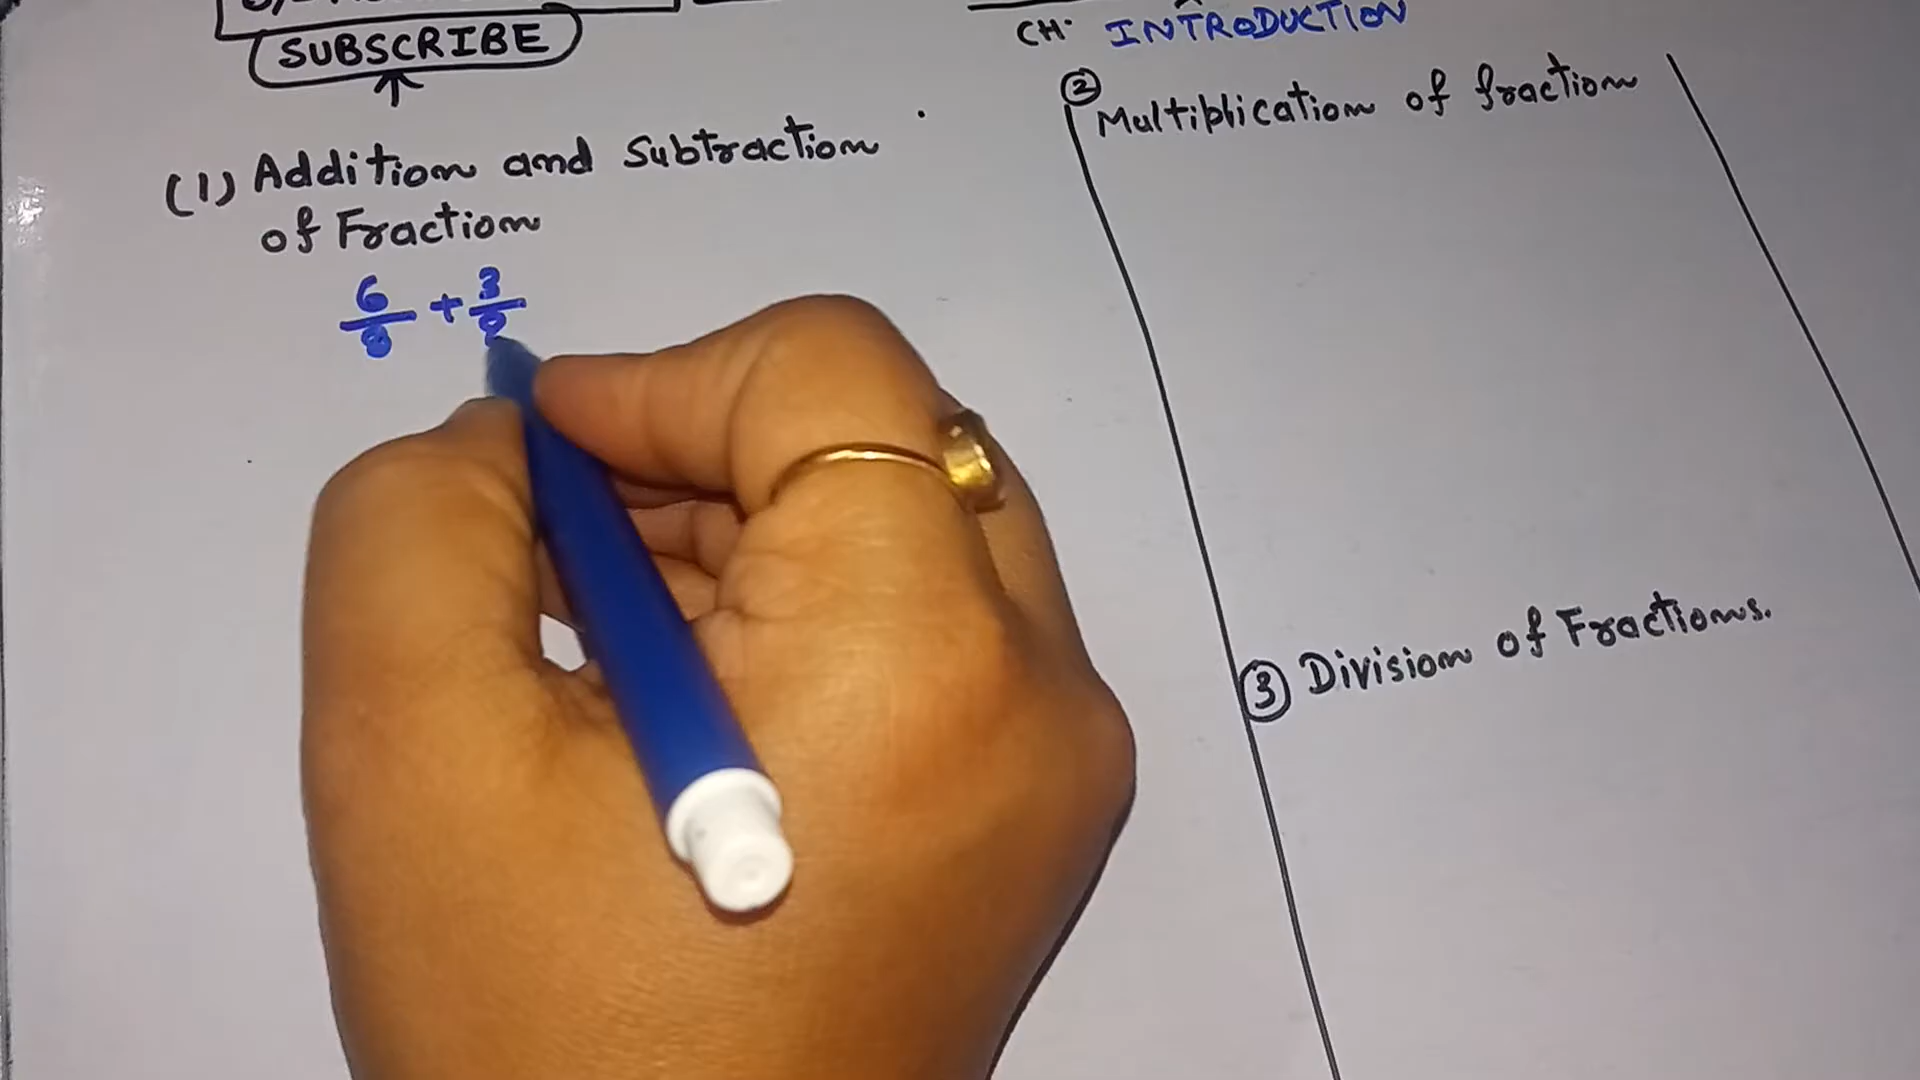 SUBSCRIBE
CH. INTRODUCTION
(1) Addition and Subtraction
of Fraction
6/8 + 3/
② Multiplication of fraction
③ Division of Fractions.